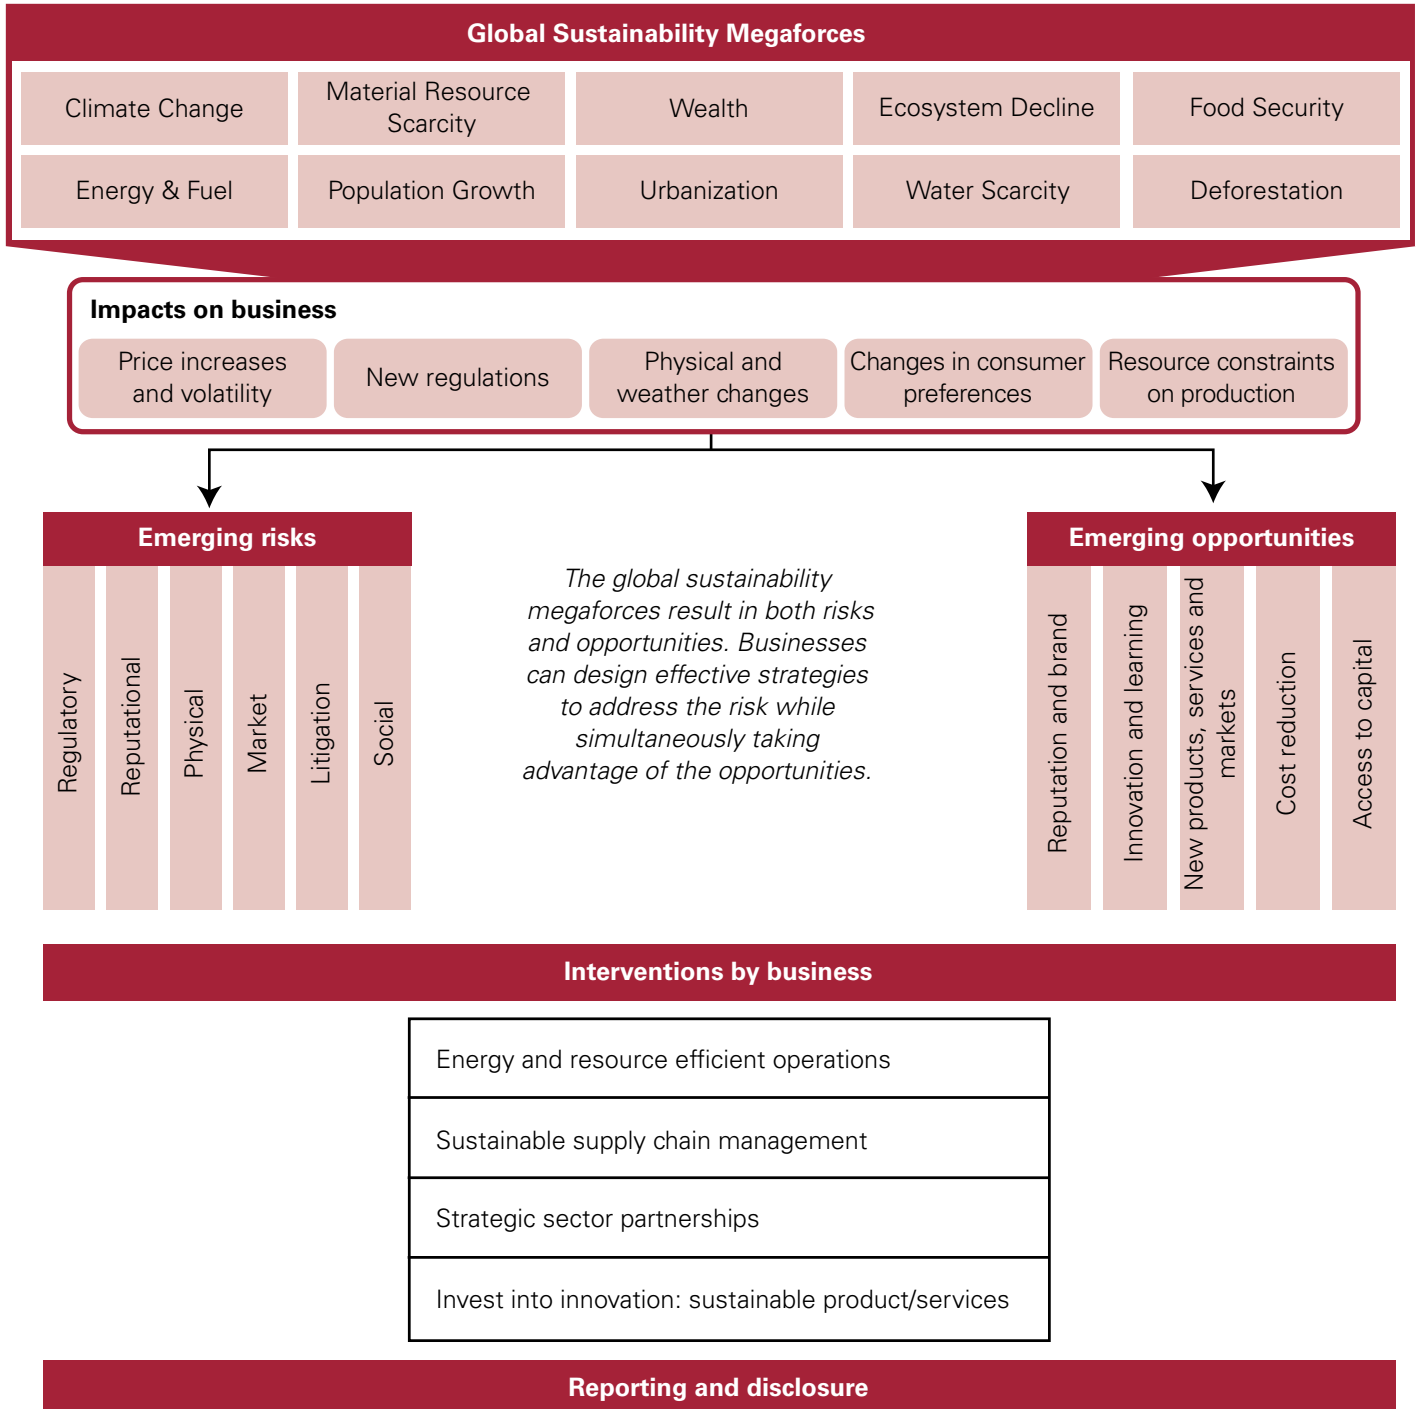 Global Sustainability Megaforces
Climate Change
Material Resource
Scarcity
Wealth
Ecosystem Decline
Food Security
Energy & Fuel
Population Growth
Urbanization
Water Scarcity
Deforestation
Impacts on business
Price increases
and volatility
New regulations
Physical and
weather changes
Changes in consumer
preferences
Resource constraints
on production
Emerging risks
Regulatory
Reputational
Physical
Market
Litigation
Social
The global sustainability
megaforces result in both risks
and opportunities. Businesses
can design effective strategies
to address the risk while
simultaneously taking
advantage of the opportunities.
Emerging opportunities
Reputation and brand
Innovation and learning
New products, services and
markets
Cost reduction
Access to capital
Interventions by business
Energy and resource efficient operations
Sustainable supply chain management
Strategic sector partnerships
Invest into innovation: sustainable product/services
Reporting and disclosure